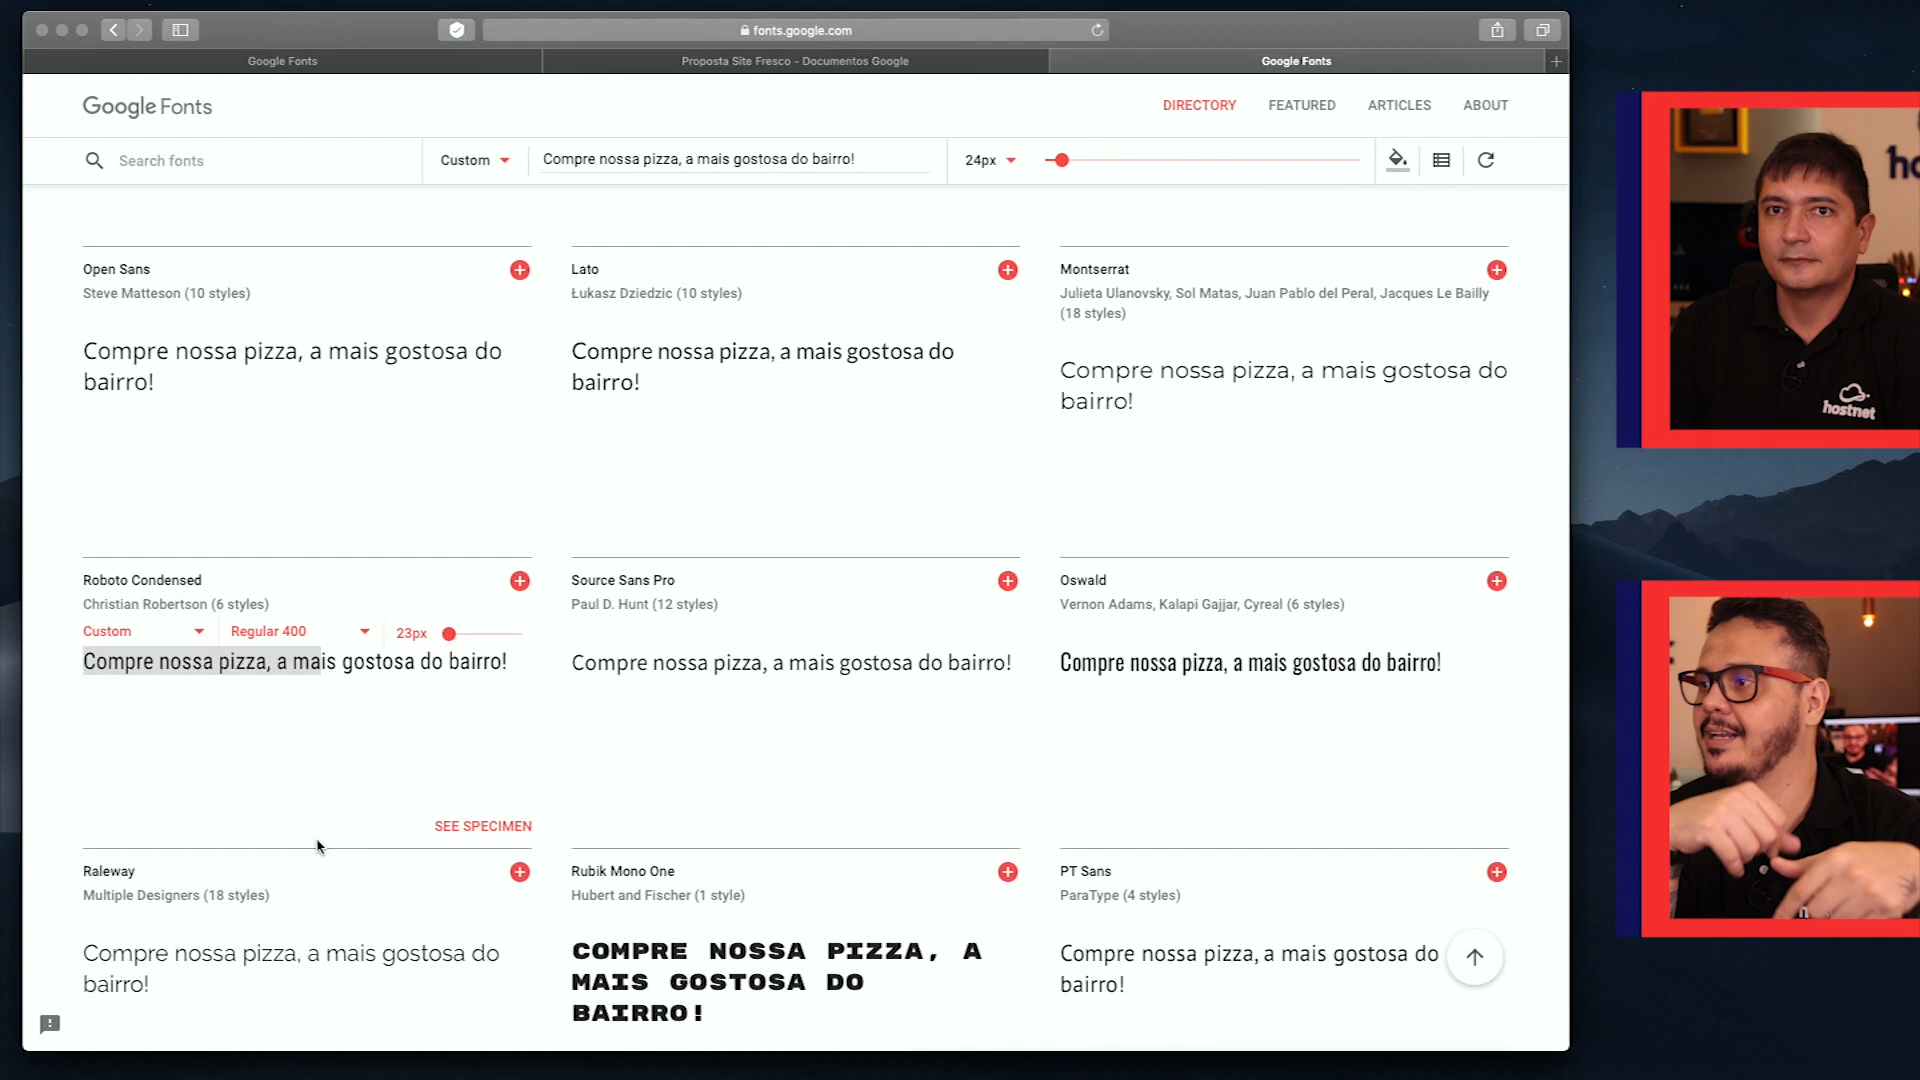 fonts.google.com
Google Fonts
Proposta Site Fresco - Documentos Google
Google Fonts
Google Fonts
DIRECTORY
FEATURED
ARTICLES
ABOUT
Search fonts
Custom
Compre nossa pizza, a mais gostosa do bairro!
24px
Open Sans
Steve Matteson (10 styles)
Compre nossa pizza, a mais gostosa do
bairro!
Lato
Łukasz Dziedzic (10 styles)
Compre nossa pizza, a mais gostosa do
bairro!
Montserrat
Julieta Ulanovsky, Sol Matas, Juan Pablo del Peral, Jacques Le Bailly
(18 styles)
Compre nossa pizza, a mais gostosa do
bairro!
Roboto Condensed
Christian Robertson (6 styles)
Custom
Regular 400
23px
Compre nossa pizza, a mais gostosa do bairro!
SEE SPECIMEN
Source Sans Pro
Paul D. Hunt (12 styles)
Compre nossa pizza, a mais gostosa do bairro!
Oswald
Vernon Adams, Kalapi Gajjar, Cyreal (6 styles)
Compre nossa pizza, a mais gostosa do bairro!
Raleway
Multiple Designers (18 styles)
Compre nossa pizza, a mais gostosa do
bairro!
Rubik Mono One
Hubert and Fischer (1 style)
COMPRE NOSSA PIZZA, A
MAIS GOSTOSA DO
BAIRRO!
PT Sans
ParaType (4 styles)
Compre nossa pizza, a mais gostosa do
bairro!
hostnet